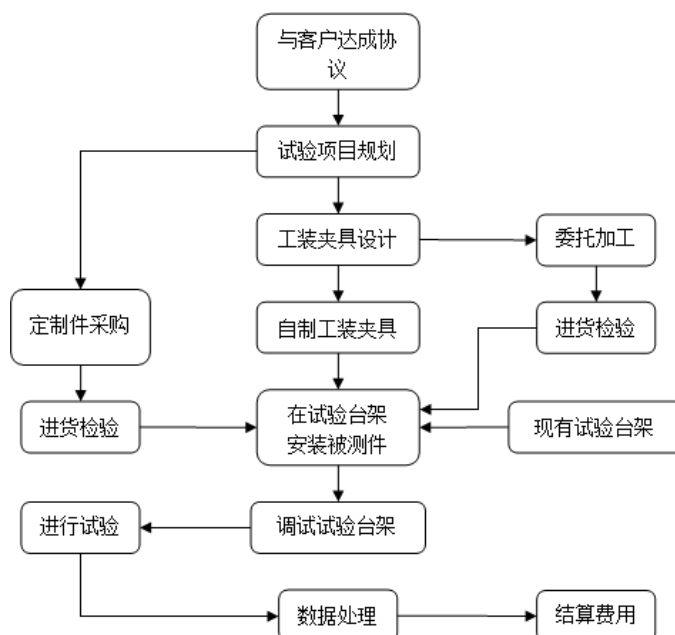 与客户达成协
议
试验项目规划
工装夹具设计
委托加工
定制件采购
自制工装夹具
进货检验
进货检验
在试验台架
安装被测件
现有试验台架
进行试验
调试试验台架
数据处理
结算费用